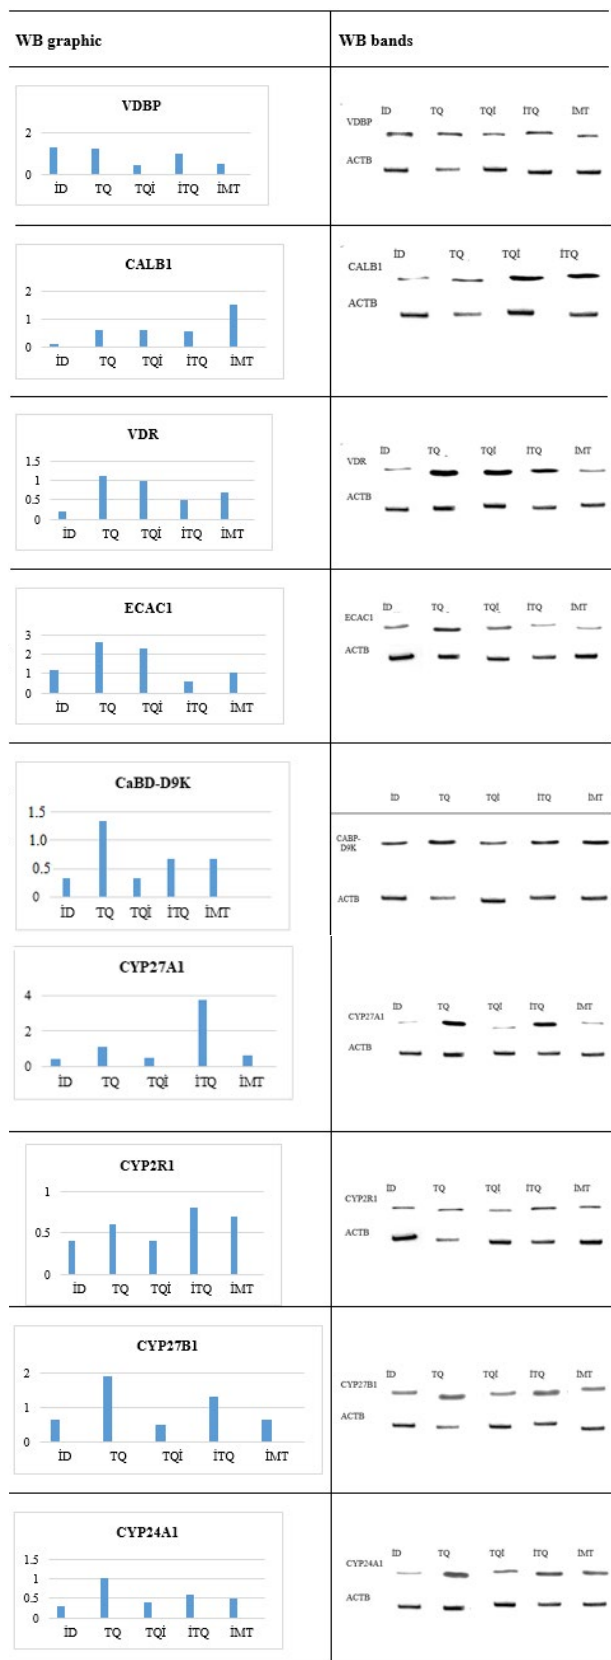 WB graphic WB bands
VDBP
2
0
İD TQ TQİ İTQ İMT
İD TQ TQİ İTQ İMT
VDBP
ACTB
CALB1
2
1
0
İD TQ TQİ İTQ İMT
İD TQ TQİ İTQ
CALB1
ACTB
VDR
1.5
1
0.5
0
İD TQ TQİ İTQ İMT
İD TQ TQİ İTQ İMT
VDR
ACTB
ECAC1
3
2
1
0
İD TQ TQİ İTQ İMT
İD TQ TQİ İTQ İMT
ECAC1
ACTB
CaBD-D9K
1.5
1.0
0.5
0
İD TQ TQİ İTQ İMT
İD TQ TQİ İTQ İMT
CABP-
D9K
ACTB
CYP27A1
4
2
0
İD TQ TQİ İTQ İMT
İD TQ TQİ İTQ İMT
CYP27A1
ACTB
CYP2R1
1
0.5
0
İD TQ TQİ İTQ İMT
İD TQ TQİ İTQ İMT
CYP2R1
ACTB
CYP27B1
2
1
0
İD TQ TQİ İTQ İMT
İD TQ TQİ İTQ İMT
CYP27B1
ACTB
CYP24A1
1.5
1
0.5
0
İD TQ TQİ İTQ İMT
İD TQ TQİ İTQ İMT
CYP24A1
ACTB